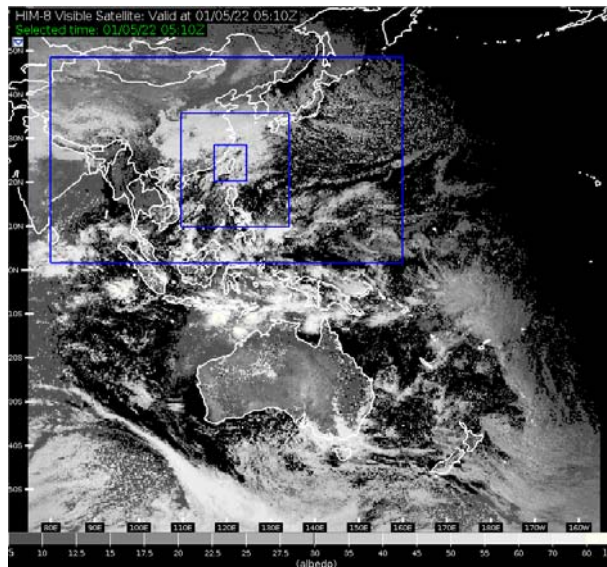 HIM-8 Visible Satellite: Valid at 01/05/22 05:10Z
Selected time: 01/05/22 05:10Z
50N
40N
30N
20N
10N
0N
10S
20S
30S
40S
50S
80E 90E 100E 110E 120E 130E 140E 150E 160E 170E 180E 170W 160W
5 10 12.5 15 17.5 20 22.5 25 27.5 30 35 40 45 50 55 60 80 1
(albedo)